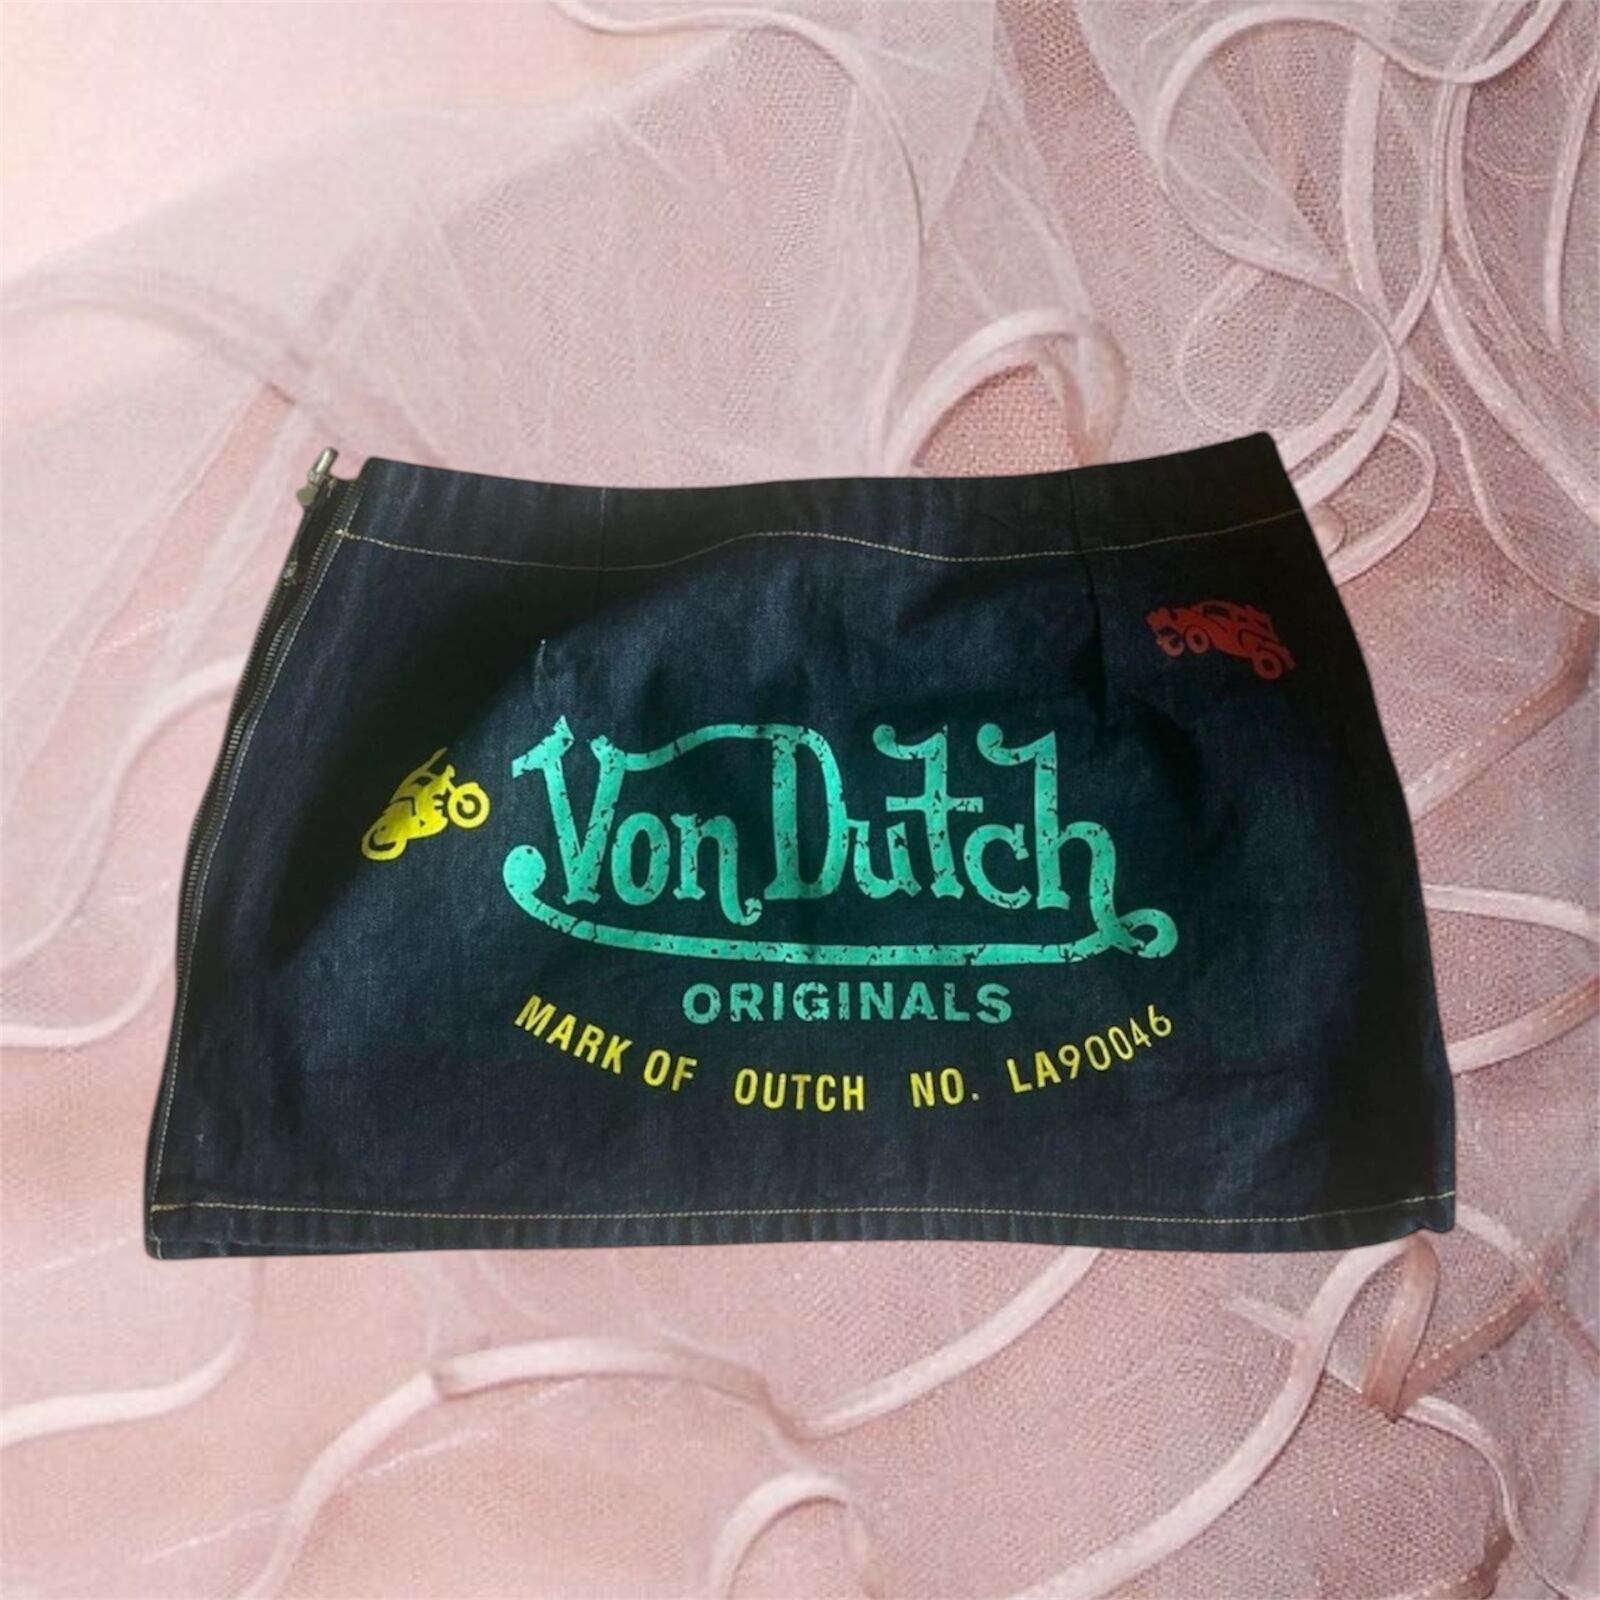 Von Dutch
ORIGINALS
MARK OF OUTCH NO. LA90046